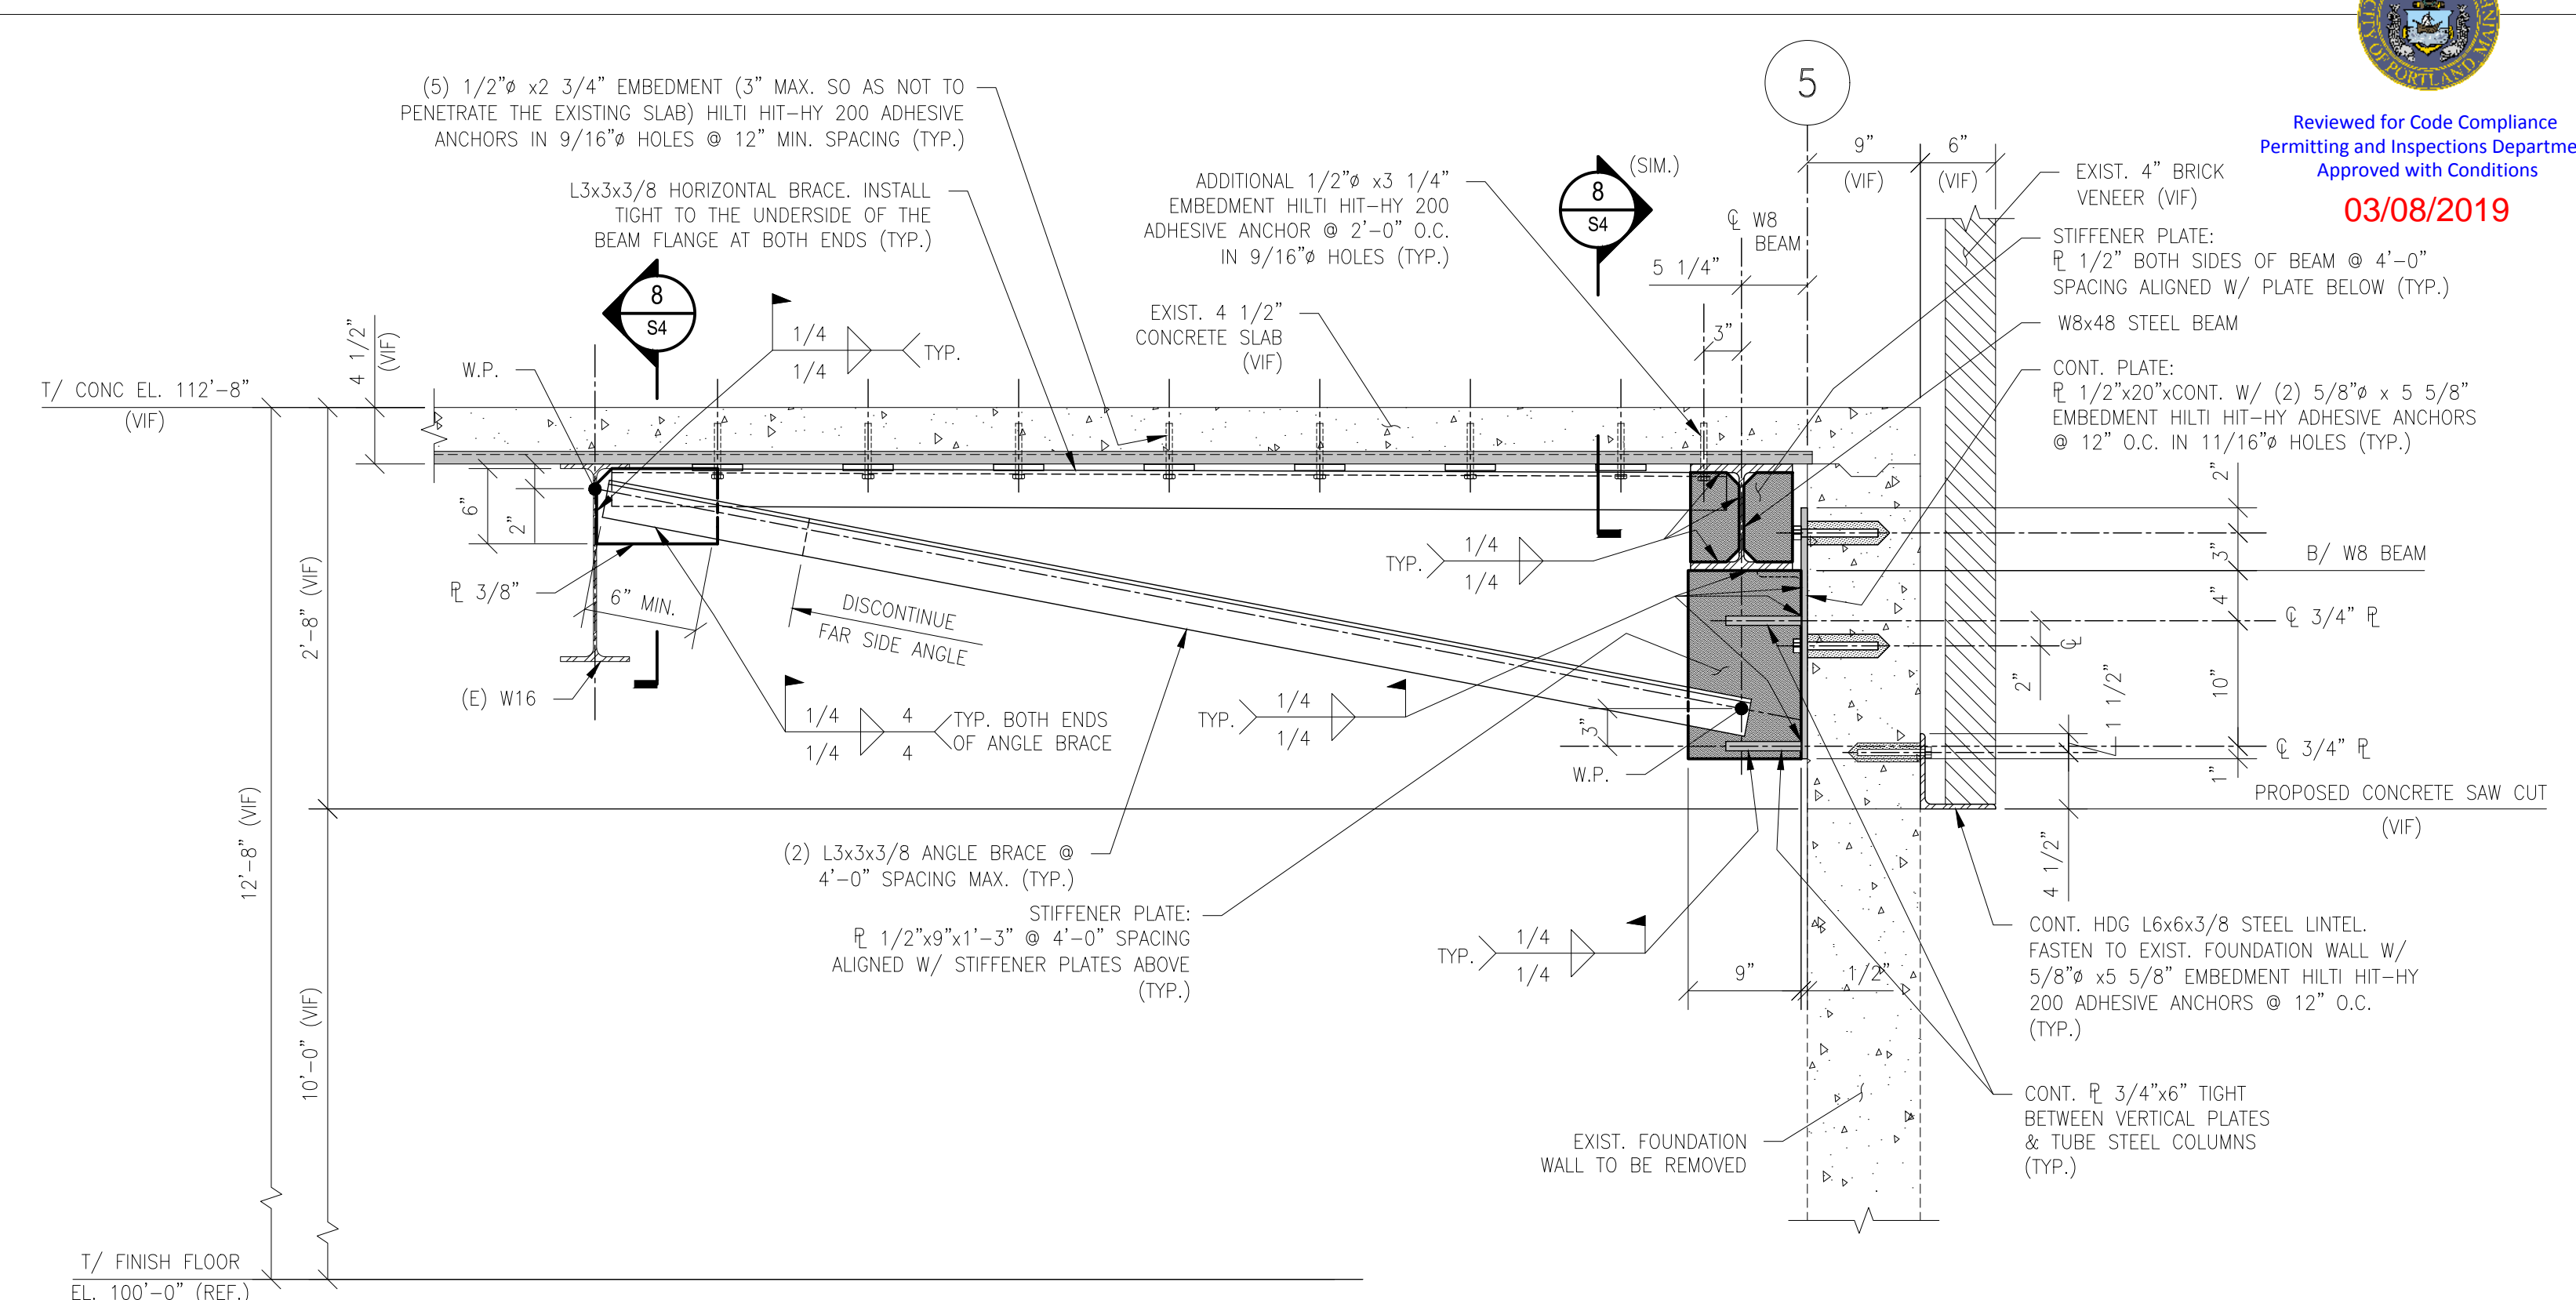 CITY OF PORTLAND MAINE
Reviewed for Code Compliance
Permitting and Inspections
Approved with Conditions
03/08/2019
(5) 1/2"ø x2 3/4" EMBEDMENT (3" MAX. SO AS NOT TO
PENETRATE THE EXISTING SLAB) HILTI HIT-HY 200 ADHESIVE
ANCHORS IN 9/16"ø HOLES @ 12" MIN. SPACING (TYP.)
L3x3x3/8 HORIZONTAL BRACE. INSTALL
TIGHT TO THE UNDERSIDE OF THE
BEAM FLANGE AT BOTH ENDS (TYP.)
ADDITIONAL 1/2"ø x3 1/4"
EMBEDMENT HILTI HIT-HY 200
ADHESIVE ANCHOR @ 2'-0" O.C.
IN 9/16"ø HOLES (TYP.)
EXIST. 4 1/2"
CONCRETE SLAB
(VIF)
8
S4
8
S4
(SIM.)
5
℄ W8
BEAM
5 1/4"
3"
9"
(VIF)
6"
(VIF)
EXIST. 4" BRICK
VENEER (VIF)
STIFFENER PLATE:
PL 1/2" BOTH SIDES OF BEAM @ 4'-0"
SPACING ALIGNED W/ PLATE BELOW (TYP.)
W8x48 STEEL BEAM
CONT. PLATE:
PL 1/2"x20"xCONT. W/ (2) 5/8"ø x 5 5/8"
EMBEDMENT HILTI HIT-HY ADHESIVE ANCHORS
@ 12" O.C. IN 11/16"ø HOLES (TYP.)
1/4
1/4
TYP.
W.P.
4 1/2"
(VIF)
T/ CONC EL. 112'-8"
(VIF)
6"
2"
PL 3/8"
6" MIN.
DISCONTINUE
FAR SIDE ANGLE
(E) W16
2'-8" (VIF)
12'-8" (VIF)
10'-0" (VIF)
1/4
1/4
4
4
TYP. BOTH ENDS
OF ANGLE BRACE
TYP.
1/4
1/4
TYP.
1/4
1/4
3"
W.P.
2"
3"
B/ W8 BEAM
4"
℄ 3/4" PL
℄
2"
10"
1 1/2"
℄ 3/4" PL
1"
PROPOSED CONCRETE SAW CUT
(VIF)
4 1/2"
(2) L3x3x3/8 ANGLE BRACE @
4'-0" SPACING MAX. (TYP.)
STIFFENER PLATE:
PL 1/2"x9"x1'-3" @ 4'-0" SPACING
ALIGNED W/ STIFFENER PLATES ABOVE
(TYP.)
TYP.
1/4
1/4
9"
1/2"
CONT. HDG L6x6x3/8 STEEL LINTEL.
FASTEN TO EXIST. FOUNDATION WALL W/
5/8"ø x5 5/8" EMBEDMENT HILTI HIT-HY
200 ADHESIVE ANCHORS @ 12" O.C.
(TYP.)
CONT. PL 3/4"x6" TIGHT
BETWEEN VERTICAL PLATES
& TUBE STEEL COLUMNS
(TYP.)
EXIST. FOUNDATION
WALL TO BE REMOVED
T/ FINISH FLOOR
EL. 100'-0" (REF.)